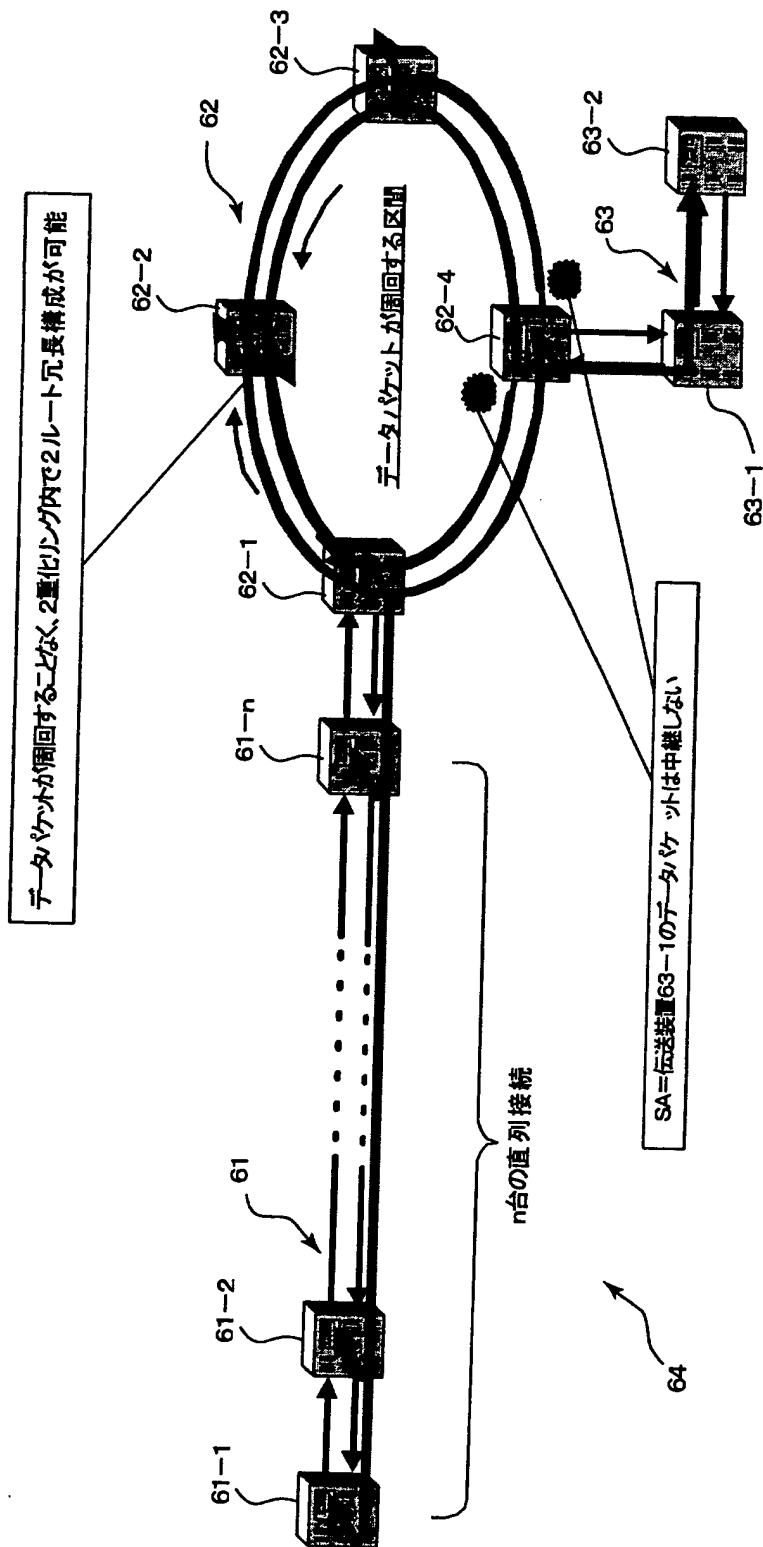 データパケットが周回することなく、2重化リング内で2ルート冗長構成が可能
62-3
62
62-2
データパケットが周回する区間
63-2
63
62-4
62-1
63-1
61-n
SA=伝送装置63-1のデータパケットは中継しない
61
n台の直列接続
61-2
61-1
64